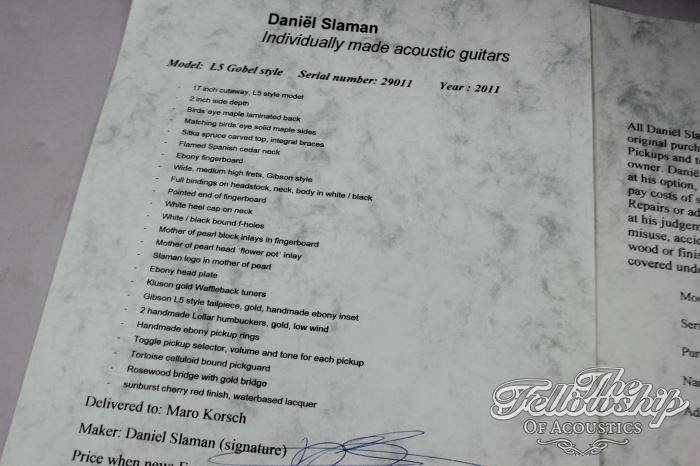 Daniël Slaman
Individually made acoustic guitars
Model: L5 Gobel style Serial number: 29011 Year : 2011
- 17 inch cutaway, L5 style model
- 2 inch side depth
- Birds eye maple laminated back
- Matching birds eye solid maple sides
- Sitka spruce carved top, integral braces
- Flamed Spanish cedar neck
- Ebony fingerboard
- Wide, medium high frets, Gibson style
- Full bindings on headstock, neck, body in white / black
- Pointed end of fingerboard
- White heel cap on neck
- White / black bound f-holes
- Mother of pearl block inlays in fingerboard
- Mother of pearl head 'flower pot' inlay
- Slaman logo in mother of pearl
- Ebony head plate
- Kluson gold Waffleback tuners
- Gibson L5 style tailpiece, gold, handmade ebony inset
- 2 handmade Lollar humbuckers, gold, low wind
- Handmade ebony pickup rings
- Toggle pickup selector, volume and tone for each pickup
- Tortoise celluloid bound pickguard
- Rosewood bridge with gold bridge
- sunburst cherry red finish, waterbased lacquer
Delivered to: Maro Korsch
Maker: Daniel Slaman (signature)
Price when new:
All Daniël
original
Pickups and
owner.
at his option,
pay costs of
Repairs or
at his
misuse,
wood or
covered
The
Fellowship
Of Acoustics